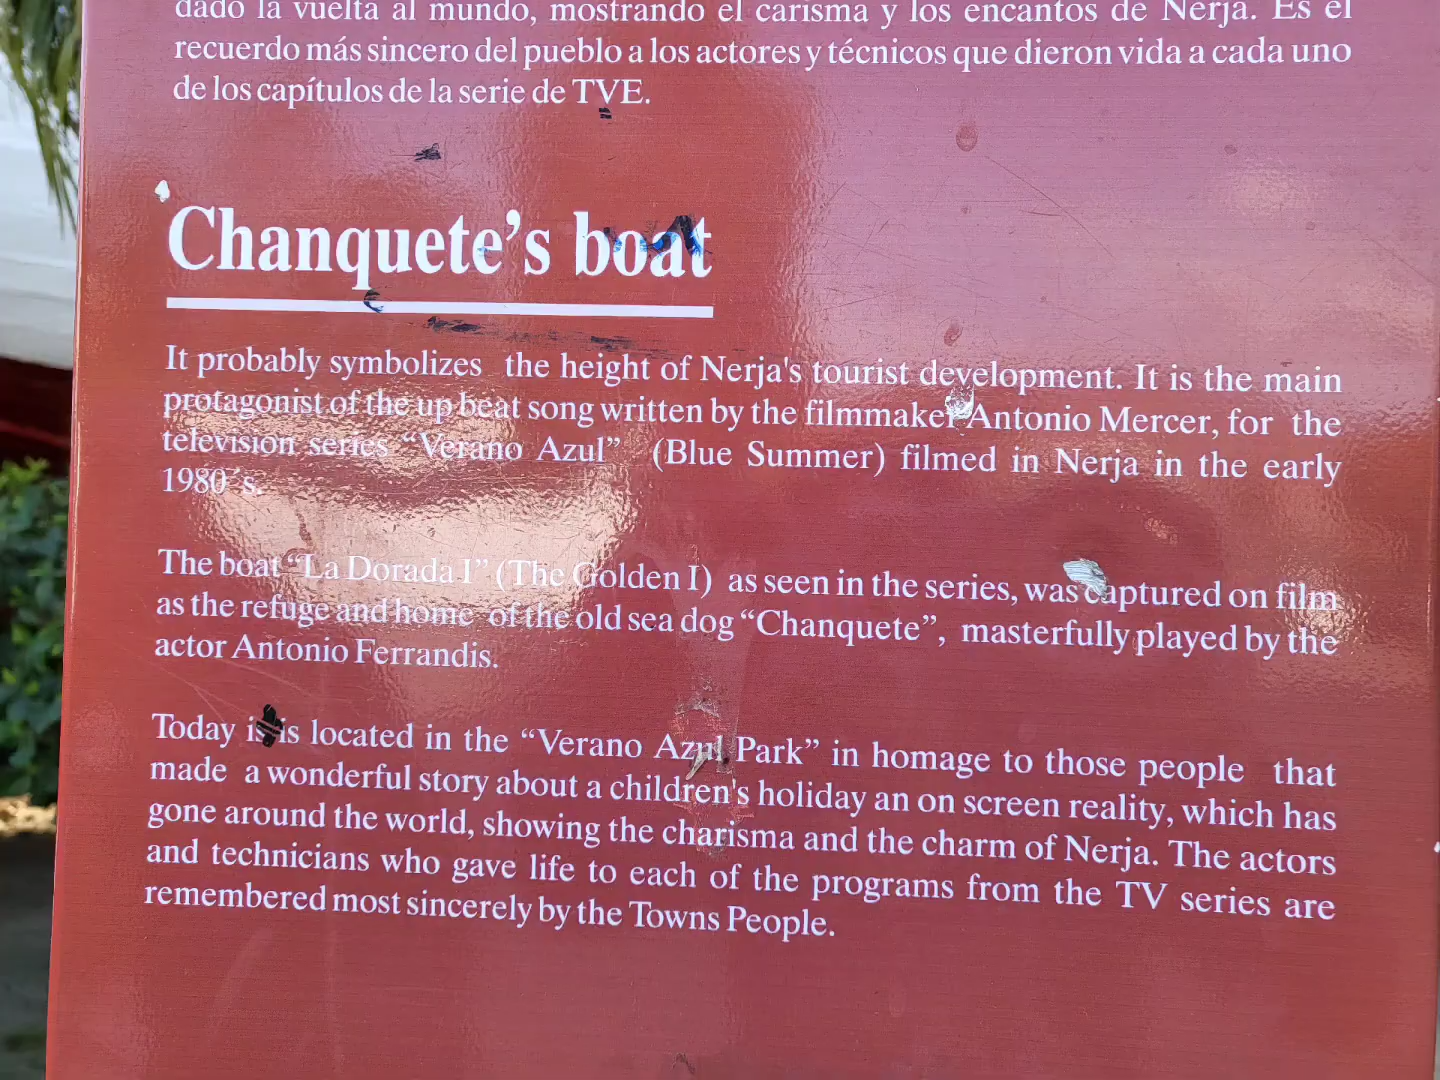 dado la vuelta al mundo, mostrando el carisma y los encantos de Nerja. Es el
recuerdo más sincero del pueblo a los actores y técnicos que dieron vida a cada uno
de los capítulos de la serie de TVE.
Chanquete's boat
It probably symbolizes the height of Nerja's tourist development. It is the main
protagonist of the up beat song written by the filmmaker Antonio Mercer, for the
television series “Verano Azul” (Blue Summer) filmed in Nerja in the early
1980´s.
The boat “La Dorada I” (The Golden I) as seen in the series, was captured on film
as the refuge and home of the old sea dog “Chanquete”, masterfully played by the
actor Antonio Ferrandis.
Today is is located in the “Verano Azul Park” in homage to those people that
made a wonderful story about a children's holiday an on screen reality, which has
gone around the world, showing the charisma and the charm of Nerja. The actors
and technicians who gave life to each of the programs from the TV series are
remembered most sincerely by the Towns People.